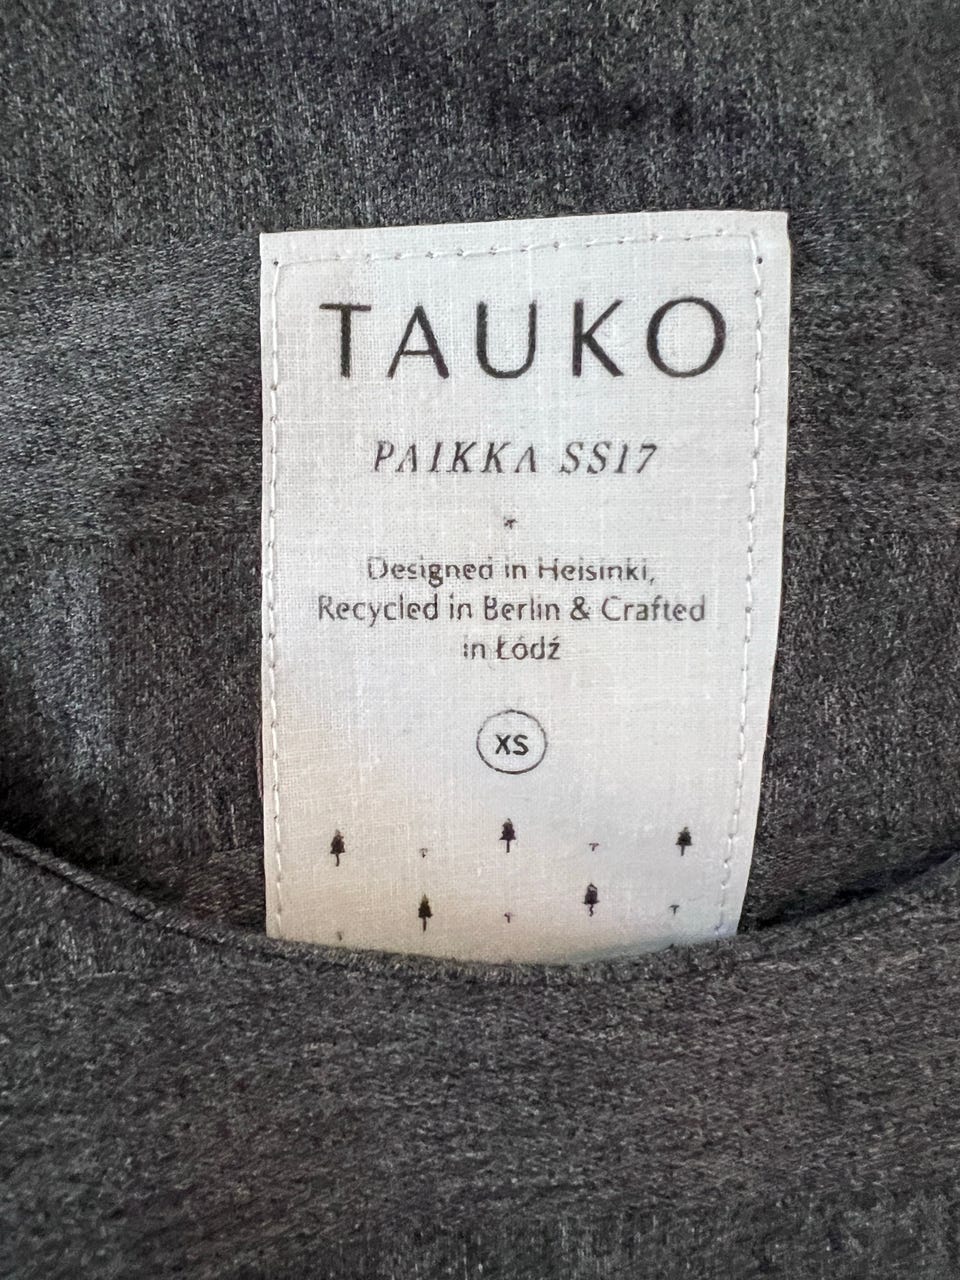 TAUKO
PAIKKA SS17
Designed in Helsinki,
Recycled in Berlin & Crafted
in Łódź
XS